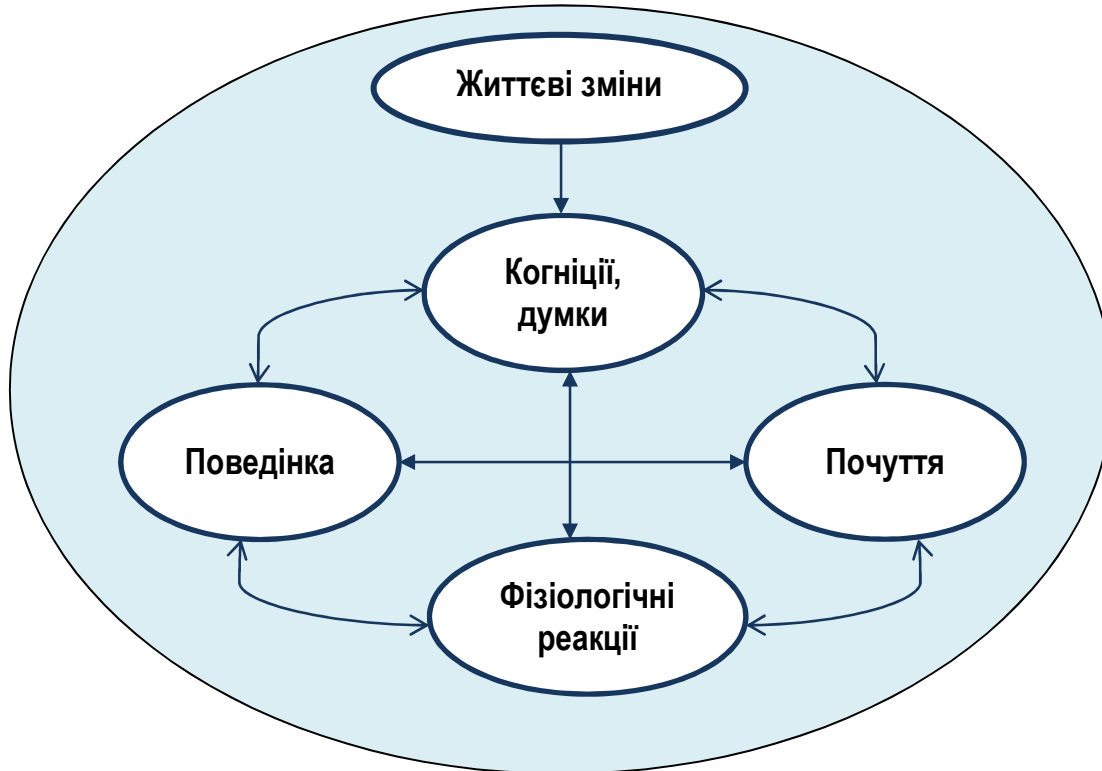 Життєві зміни
Когніції,
думки
Поведінка
Почуття
Фізіологічні
реакції